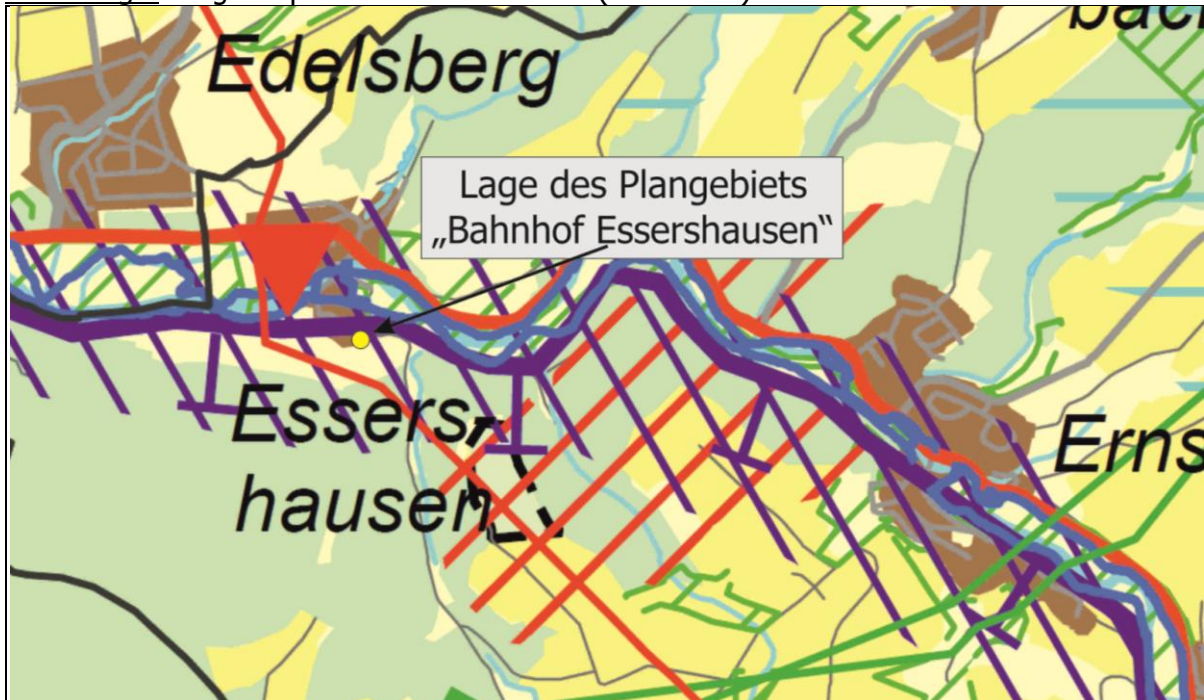 Edelsberg
Lage des Plangebiets
„Bahnhof Essershausen“
Essers
hausen
Erns